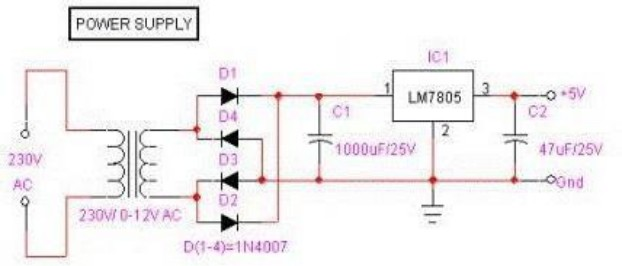 POWER SUPPLY
IC1
D1
1
LM7805
3
+5V
D4
C1
C2
2
230V
D3
1000uF/25V
47uF/25V
AC
D2
Gnd
230V/ 0-12V AC
D(1-4)=1N4007